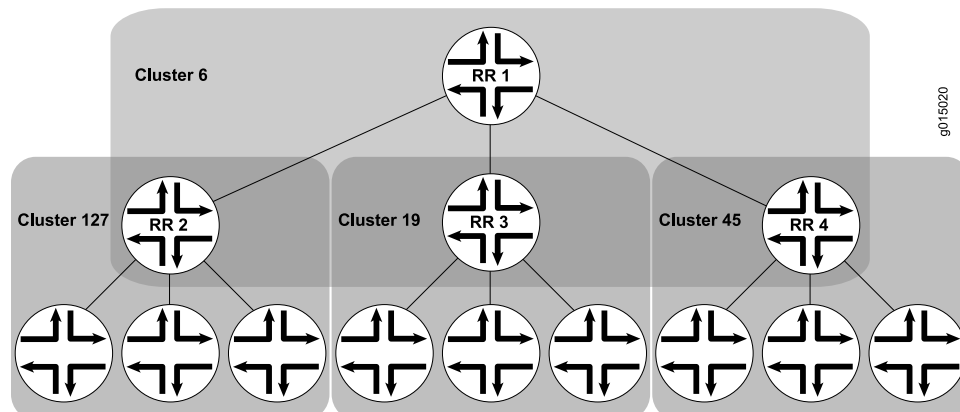 Cluster 6
RR 1
g015020
Cluster 127
RR 2
Cluster 19
RR 3
Cluster 45
RR 4